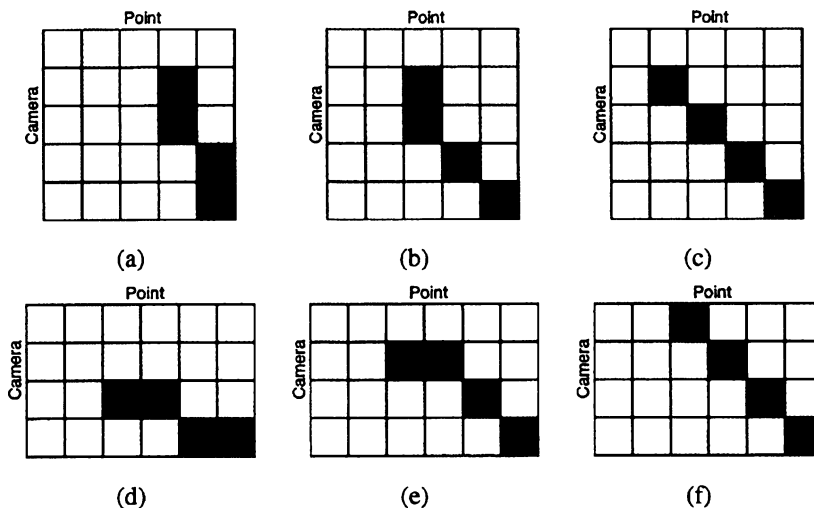 Point
Point
Point
Camera
Camera
Camera
(a)
(b)
(c)
Point
Point
Point
Camera
Camera
Camera
(d)
(e)
(f)